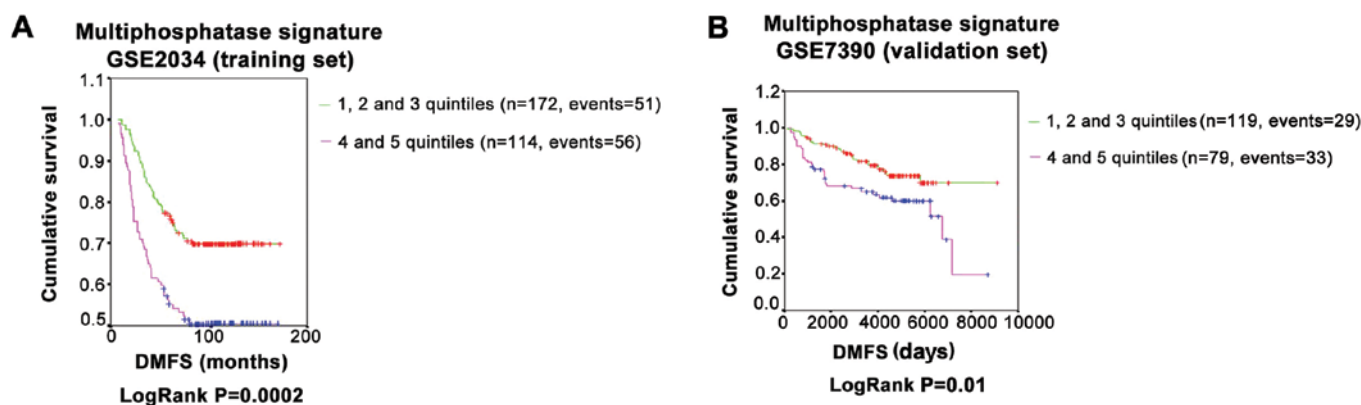 A
Multiphosphatase signature
GSE2034 (training set)
1.1
1.0
0.9
0.8
0.7
0.6
0.5
0
100
200
Cumulative survival
DMFS (months)
LogRank P=0.0002
1, 2 and 3 quintiles (n=172, events=51)
4 and 5 quintiles (n=114, events=56)
B
Multiphosphatase signature
GSE7390 (validation set)
1.2
1.0
0.8
0.6
0.4
0.2
0.0
0
2000
4000
6000
8000
10000
Cumulative survival
DMFS (days)
LogRank P=0.01
1, 2 and 3 quintiles (n=119, events=29)
4 and 5 quintiles (n=79, events=33)